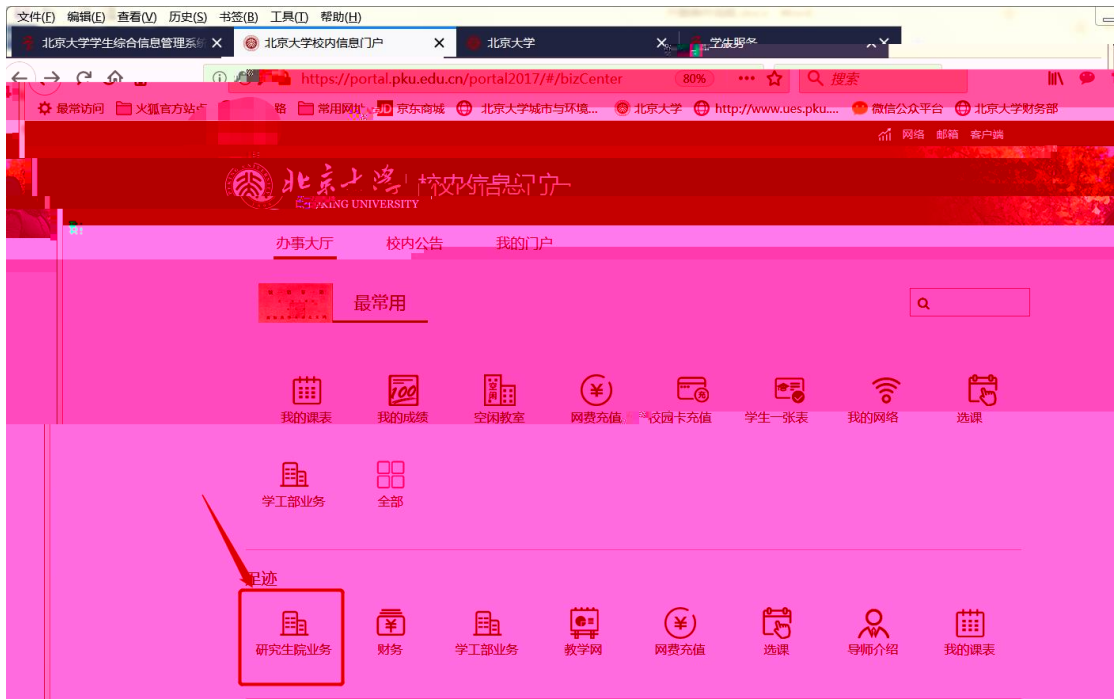 文件(F) 编辑(E) 查看(V) 历史(S) 书签(B) 工具(T) 帮助(H)
北京大学学生综合信息管理系统 北京大学校内信息门户 北京大学 学生服务
https://portal.pku.edu.cn/portal2017/#/bizCenter 80% 搜索
最常访问 火狐官方站点 路 常用网址 JD 京东商城 北京大学城市与环境... 北京大学 http://www.ues.pku.... 微信公众平台 北京大学财务部
网络 邮箱 客户端
北京大学 校内信息门户
PEKING UNIVERSITY
办事大厅 校内公告 我的门户
最常用
我的课表 我的成绩 空闲教室 网费充值 校园卡充值 学生一张表 我的网络 选课
学工部业务 全部
足迹
研究生院业务 财务 学工部业务 教学网 网费充值 选课 导师介绍 我的课表